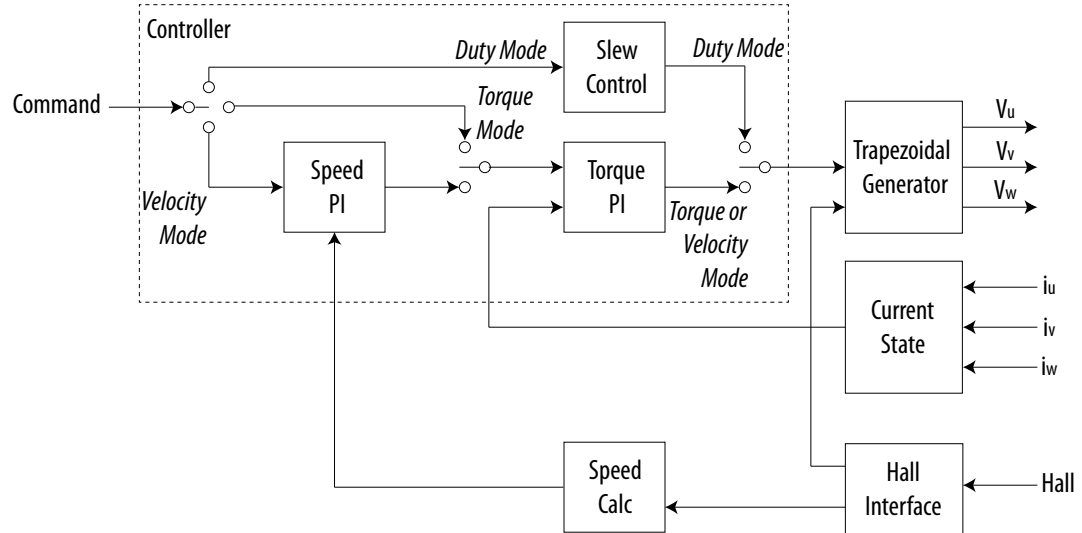 Controller
Duty Mode
Slew
Control
Duty Mode
Command
Torque
Mode
Vu
Trapezoidal
Generator
Vv
Vw
Speed
PI
Torque
PI
Velocity
Mode
Torque or
Velocity
Mode
Current
State
iu
iv
iw
Speed
Calc
Hall
Interface
Hall